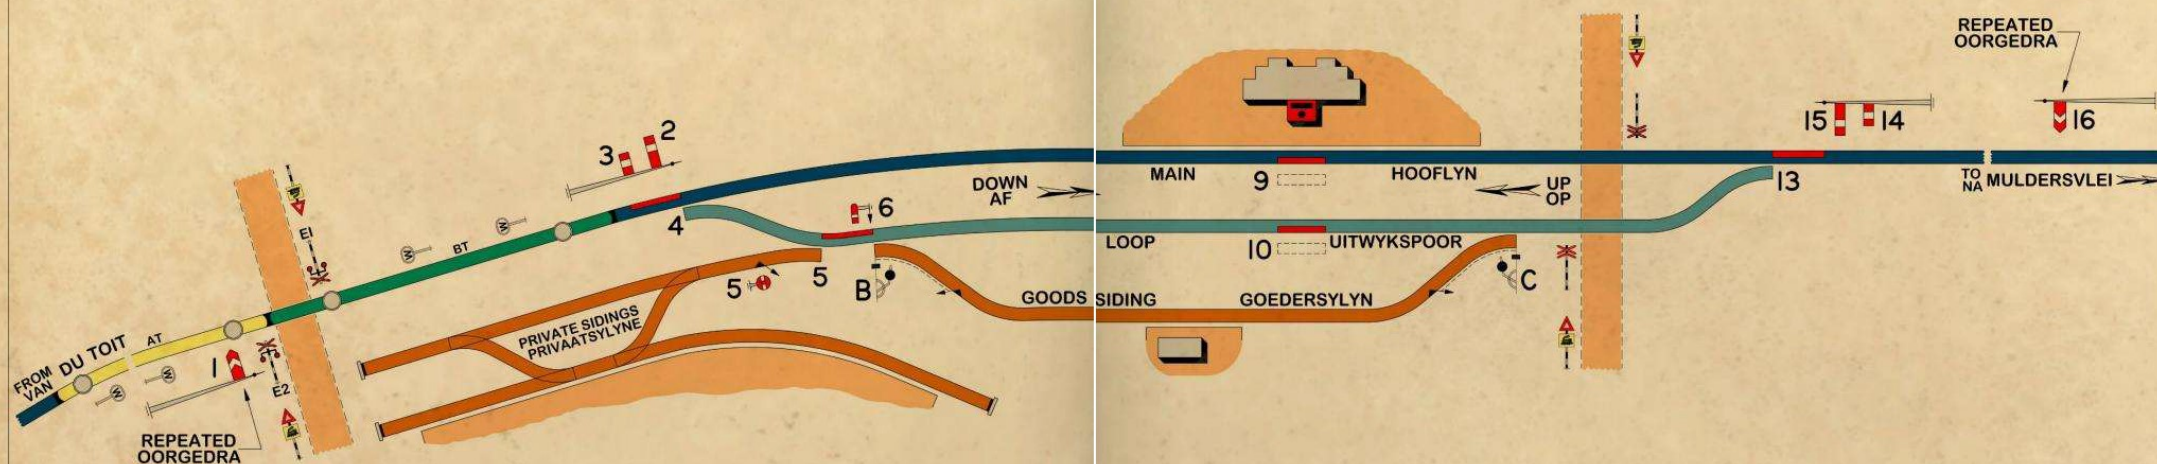 REPEATED
OORGEDRA
2
3
15
14
16
MAIN
HOOFLYN
9
DOWN
AF
UP
OP
13
TO
NA MULDERSVLEI
E1
W
W
BT
4
6
LOOP
10
UITWYKSPOOR
5
5
B
C
GOODS SIDING
GOEDERSYLYN
PRIVATE SIDINGS
PRIVAATSYLYNE
FROM
VAN DU TOIT
AT
W
W
1
E2
REPEATED
OORGEDRA